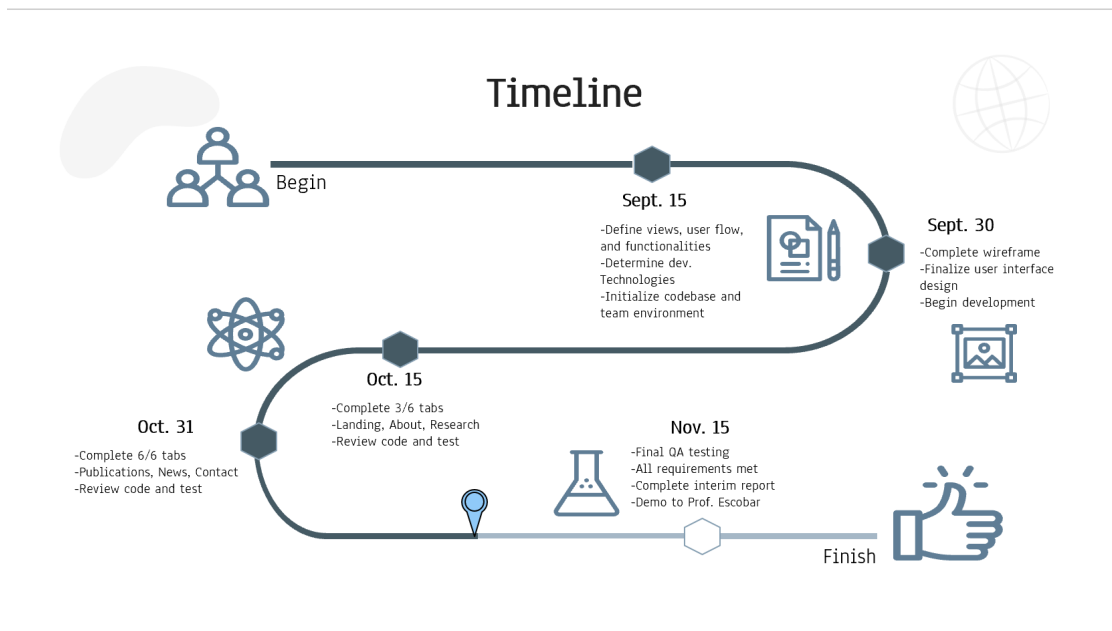 Timeline
Begin
Sept. 15
-Define views, user flow,
and functionalities
-Determine dev.
Technologies
-Initialize codebase and
team environment
Sept. 30
-Complete wireframe
-Finalize user interface
design
-Begin development
Oct. 15
-Complete 3/6 tabs
-Landing, About, Research
-Review code and test
Oct. 31
-Complete 6/6 tabs
-Publications, News, Contact
-Review code and test
Nov. 15
-Final QA testing
-All requirements met
-Complete interim report
-Demo to Prof. Escobar
Finish